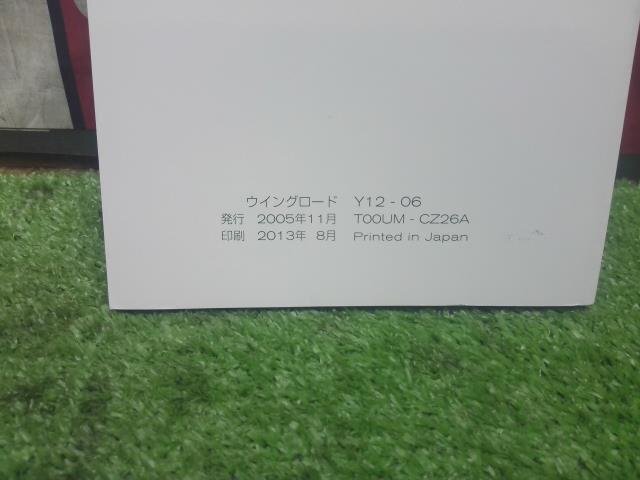 ウイングロード Y12-06
発行 2005年11月 T00UM-CZ26A
印刷 2013年 8月 Printed in Japan